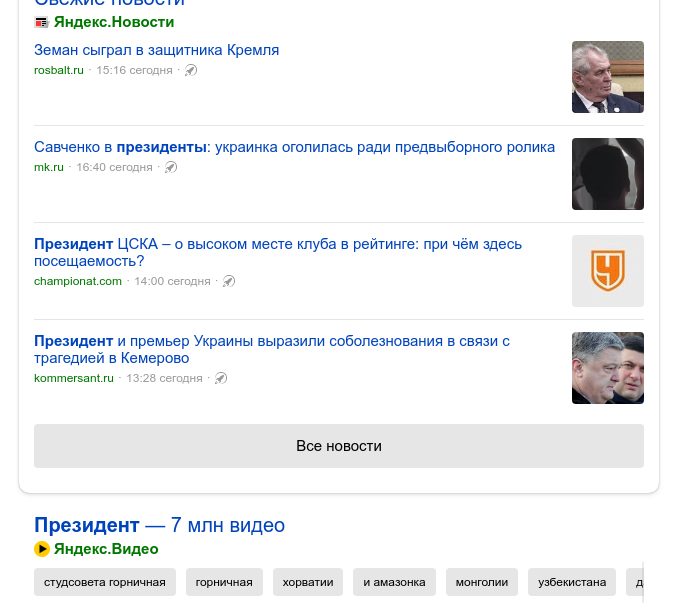 Свежие новости
Яндекс.Новости
Земан сыграл в защитника Кремля
rosbalt.ru · 15:16 сегодня ·
Савченко в президенты: украинка оголилась ради предвыборного ролика
mk.ru · 16:40 сегодня ·
Президент ЦСКА – о высоком месте клуба в рейтинге: при чём здесь
посещаемость?
championat.com · 14:00 сегодня ·
Президент и премьер Украины выразили соболезнования в связи с
трагедией в Кемерово
kommersant.ru · 13:28 сегодня ·
Все новости
Президент — 7 млн видео
Яндекс.Видео
студсовета горничная горничная хорватии и амазонка монголии узбекистана д